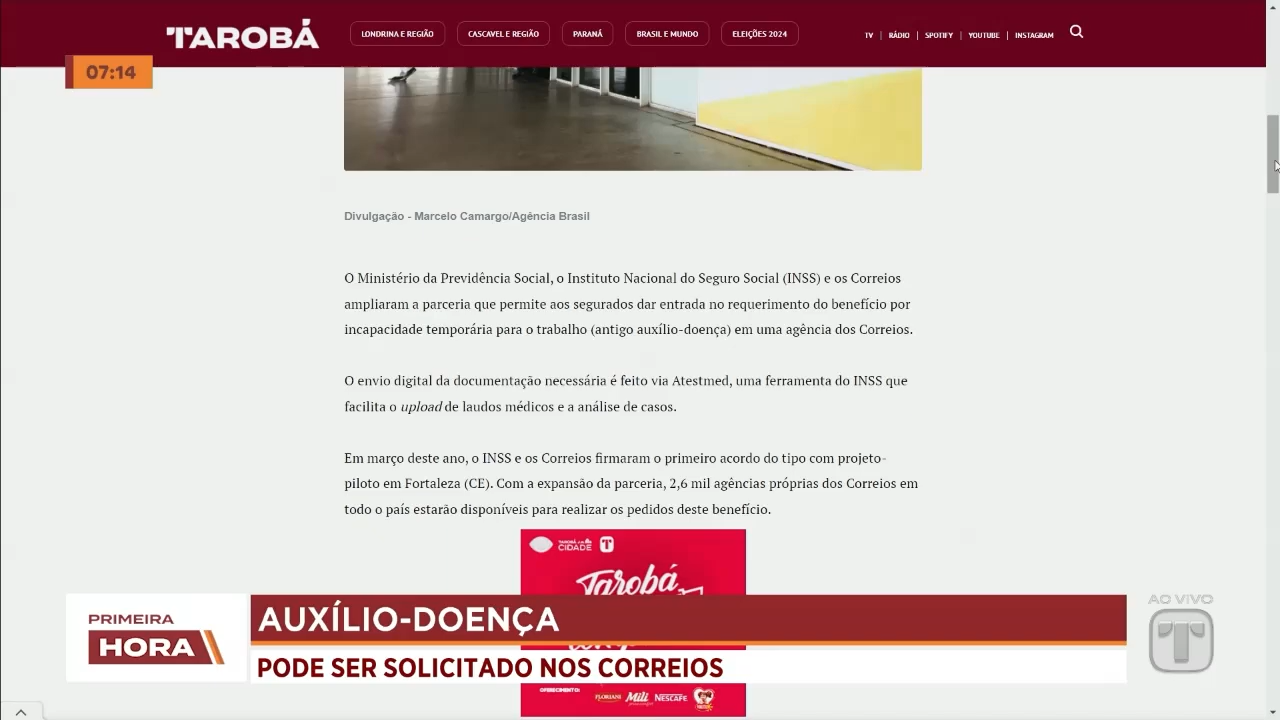 TAROBÁ
LONDRINA E REGIÃO
CASCAVEL E REGIÃO
PARANÁ
BRASIL E MUNDO
ELEIÇÕES 2024
TV | RÁDIO | SPOTIFY | YOUTUBE | INSTAGRAM
07:14
Divulgação - Marcelo Camargo/Agência Brasil
O Ministério da Previdência Social, o Instituto Nacional do Seguro Social (INSS) e os Correios
ampliaram a parceria que permite aos segurados dar entrada no requerimento do benefício por
incapacidade temporária para o trabalho (antigo auxílio-doença) em uma agência dos Correios.
O envio digital da documentação necessária é feito via Atestmed, uma ferramenta do INSS que
facilita o upload de laudos médicos e a análise de casos.
Em março deste ano, o INSS e os Correios firmaram o primeiro acordo do tipo com projeto-
piloto em Fortaleza (CE). Com a expansão da parceria, 2,6 mil agências próprias dos Correios em
todo o país estarão disponíveis para realizar os pedidos deste benefício.
CIDADE T
Tarobá
AO VIVO
T
PRIMEIRA
HORA
AUXÍLIO-DOENÇA
PODE SER SOLICITADO NOS CORREIOS
OFERECIMENTO:
FLORIANI Mili NESCAFÉ